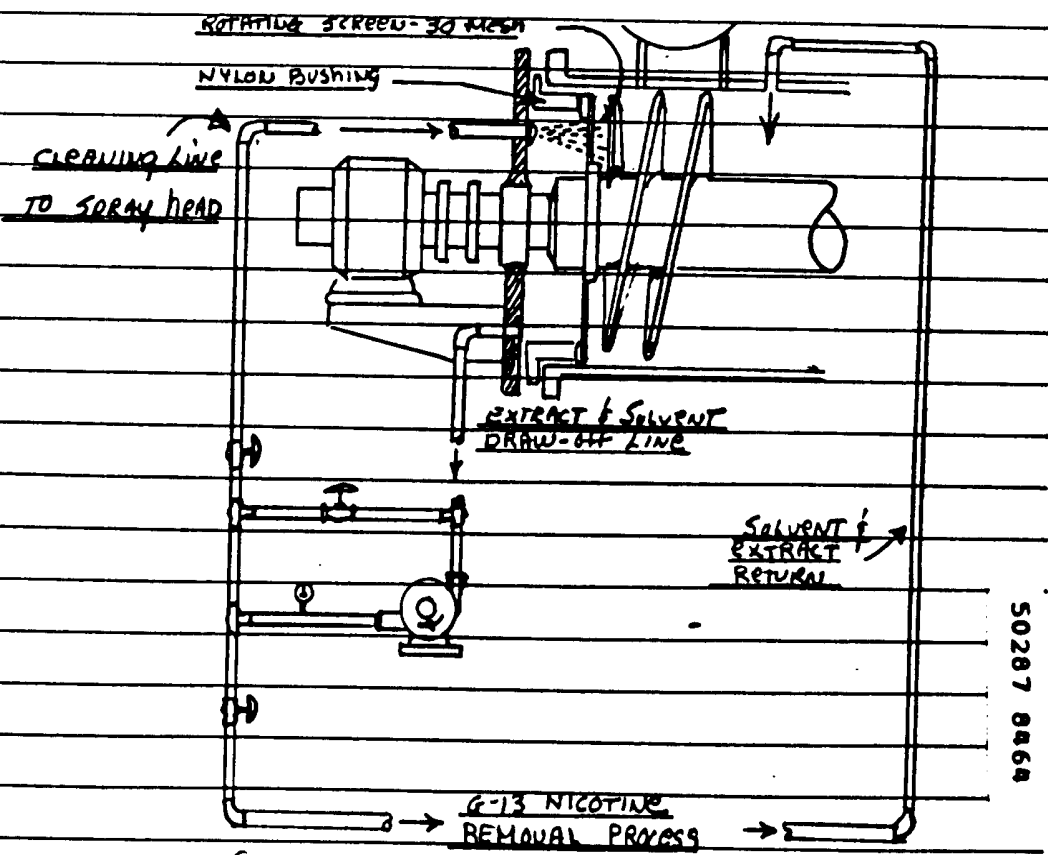 ROTATING SCREEN-30 MESH
NYLON BUSHING
CLEANING LINE
TO SPRAY HEAD
EXTRACT & SOLVENT
DRAW-OFF LINE
SOLVENT &
EXTRACT
RETURN
G-13 NICOTINE
REMOVAL PROCESS
50287 8464